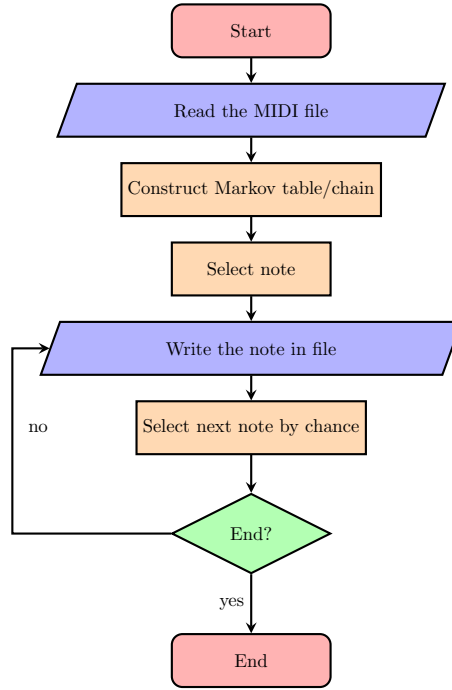 Start
Read the MIDI file
Construct Markov table/chain
Select note
Write the note in file
no
Select next note by chance
End?
yes
End